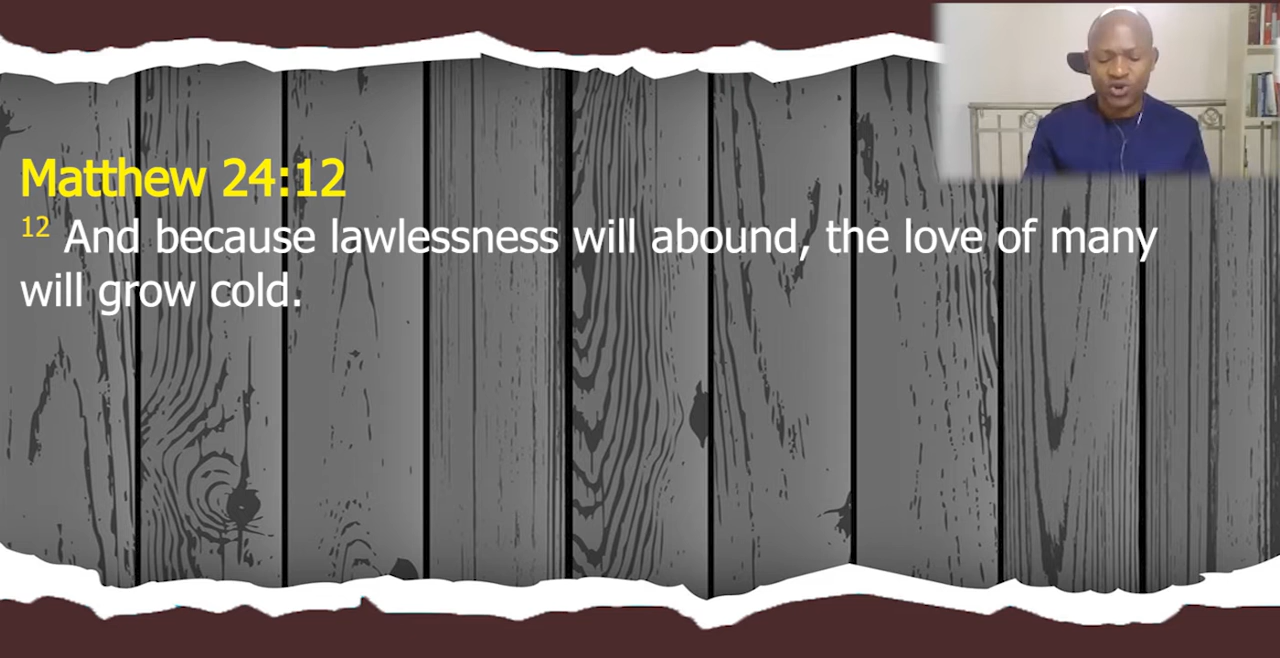 Matthew 24:12
12 And because lawlessness will abound, the love of many
will grow cold.